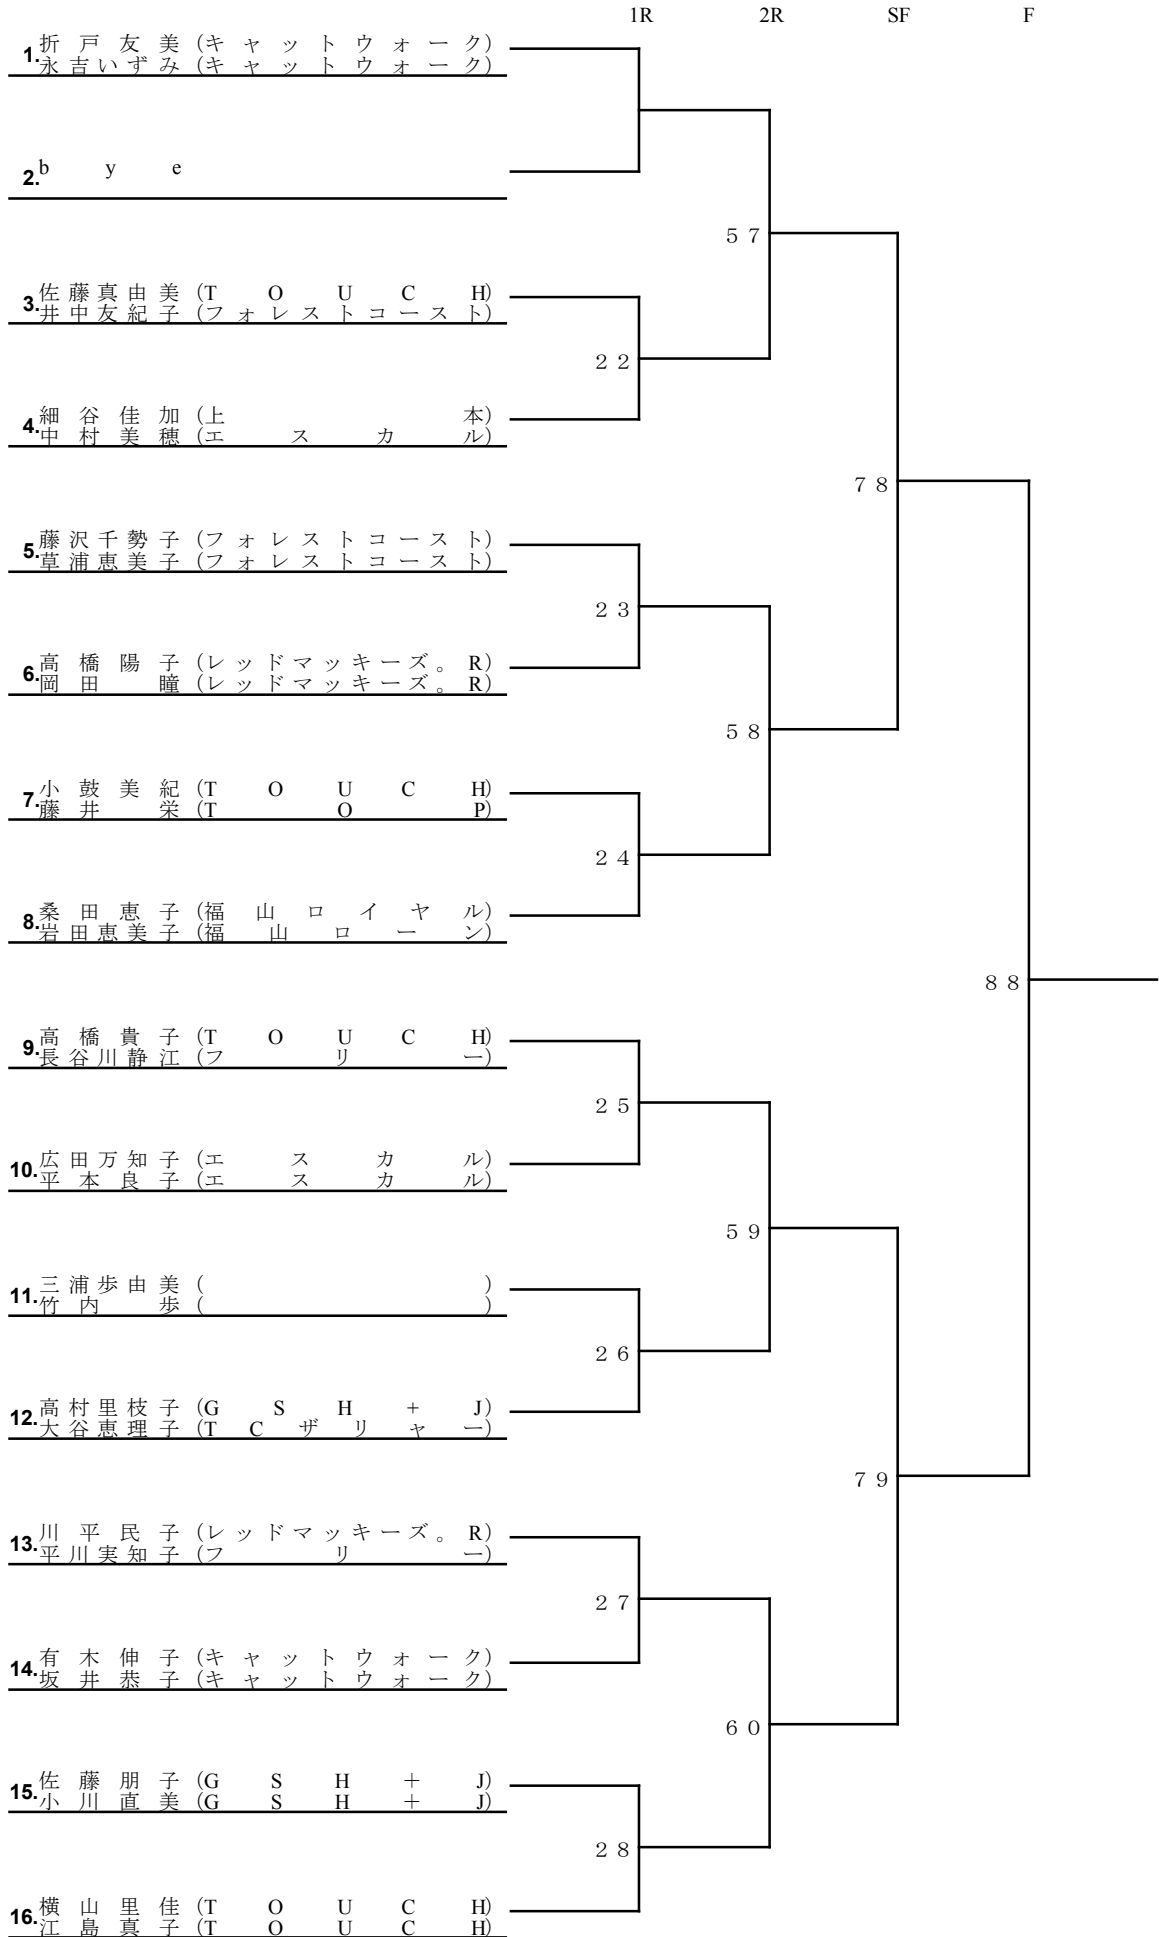 1R 2R SF F
1. 折戸友美 (キャットウォーク)
永吉いずみ (キャットウォーク)
2. bye
57
3. 佐藤真由美 (TOUCH)
井中友紀子 (フォレストコースト)
22
4. 細谷佳加 (上本)
中村美穂 (エスカル)
78
5. 藤沢千勢子 (フォレストコースト)
草浦恵美子 (フォレストコースト)
23
6. 高橋陽子 (レッドマッキーズ。R)
岡田瞳 (レッドマッキーズ。R)
58
7. 小鼓美紀 (TOUCH)
藤井栄 (TOP)
24
8. 桑田恵子 (福山ロイヤル)
岩田恵美子 (福山ローン)
88
9. 高橋貴子 (TOUCH)
長谷川静江 (フリー)
25
10. 広田万知子 (エスカル)
平本良子 (エスカル)
59
11. 三浦歩由美 ( )
竹内歩 ( )
26
12. 高村里枝子 (GSH+J)
大谷恵理子 (TCザリャー)
79
13. 川平民子 (レッドマッキーズ。R)
平川実知子 (フリー)
27
14. 有木伸子 (キャットウォーク)
坂井恭子 (キャットウォーク)
60
15. 佐藤朋子 (GSH+J)
小川直美 (GSH+J)
28
16. 横山里佳 (TOUCH)
江島真子 (TOUCH)